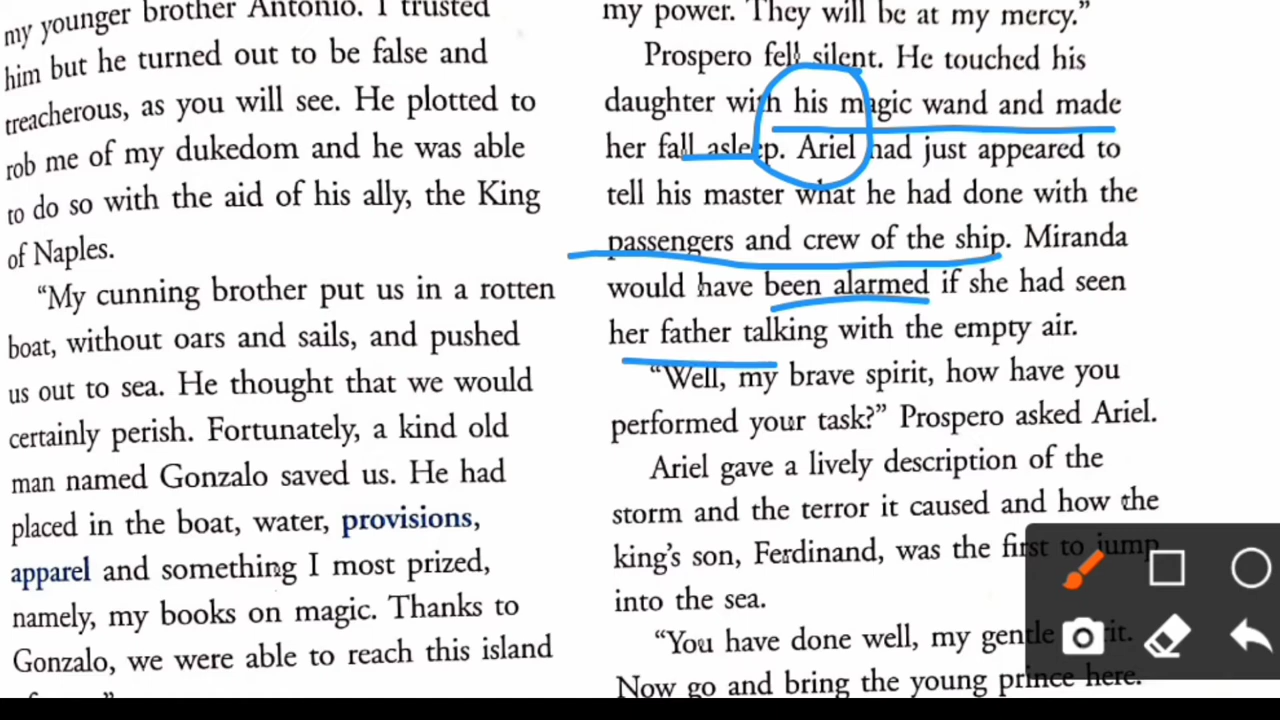 my younger brother Antonio. I trusted
him but he turned out to be false and
treacherous, as you will see. He plotted to
rob me of my dukedom and he was able
to do so with the aid of his ally, the King
of Naples.
“My cunning brother put us in a rotten
boat, without oars and sails, and pushed
us out to sea. He thought that we would
certainly perish. Fortunately, a kind old
man named Gonzalo saved us. He had
placed in the boat, water, provisions,
apparel and something I most prized,
namely, my books on magic. Thanks to
Gonzalo, we were able to reach this island
my power. They will be at my mercy.”
Prospero fell silent. He touched his
daughter with his magic wand and made
her fall asleep. Ariel had just appeared to
tell his master what he had done with the
passengers and crew of the ship. Miranda
would have been alarmed if she had seen
her father talking with the empty air.
“Well, my brave spirit, how have you
performed your task?” Prospero asked Ariel.
Ariel gave a lively description of the
storm and the terror it caused and how the
king’s son, Ferdinand, was the first to jump
into the sea.
“You have done well, my gentle
Now go and bring the young prince here.